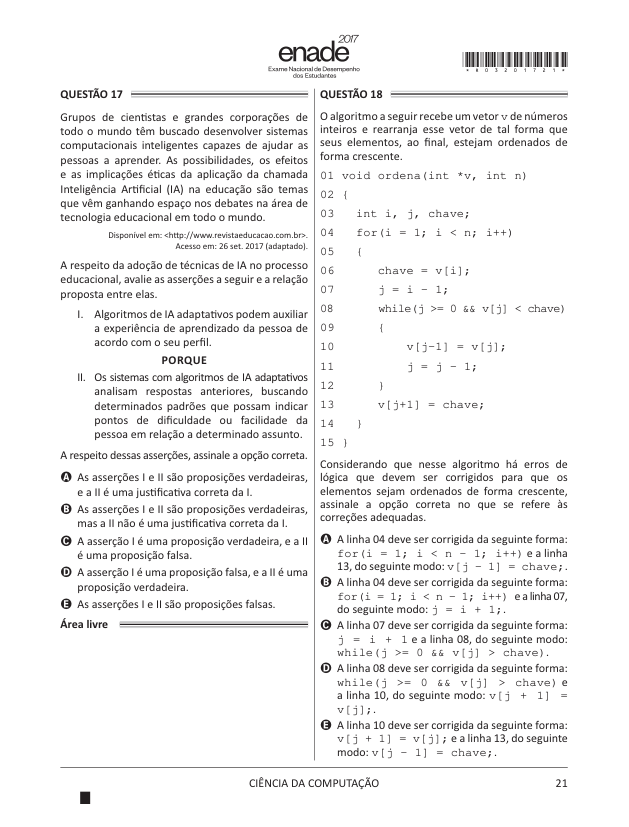 2017
enade
Exame Nacional de Desempenho
dos Estudantes
*R0320172 1*
QUESTÃO 17
Grupos de cientistas e grandes corporações de
todo o mundo têm buscado desenvolver sistemas
computacionais inteligentes capazes de ajudar as
pessoas a aprender. As possibilidades, os efeitos
e as implicações éticas da aplicação da chamada
Inteligência Artificial (IA) na educação são temas
que vêm ganhando espaço nos debates na área de
tecnologia educacional em todo o mundo.
Disponível em: <http://www.revistaeducacao.com.br>.
Acesso em: 26 set. 2017 (adaptado).
A respeito da adoção de técnicas de IA no processo
educacional, avalie as asserções a seguir e a relação
proposta entre elas.
I. Algoritmos de IA adaptativos podem auxiliar
a experiência de aprendizado da pessoa de
acordo com o seu perfil.
PORQUE
II. Os sistemas com algoritmos de IA adaptativos
analisam respostas anteriores, buscando
determinados padrões que possam indicar
pontos de dificuldade ou facilidade da
pessoa em relação a determinado assunto.
A respeito dessas asserções, assinale a opção correta.
A As asserções I e II são proposições verdadeiras,
e a II é uma justificativa correta da I.
B As asserções I e II são proposições verdadeiras,
mas a II não é uma justificativa correta da I.
C A asserção I é uma proposição verdadeira, e a II
é uma proposição falsa.
D A asserção I é uma proposição falsa, e a II é uma
proposição verdadeira.
E As asserções I e II são proposições falsas.
Área livre
QUESTÃO 18
O algoritmo a seguir recebe um vetor v de números
inteiros e rearranja esse vetor de tal forma que
seus elementos, ao final, estejam ordenados de
forma crescente.
01 void ordena(int *v, int n)
02 {
03 int i, j, chave;
04 for(i = 1; i < n; i++)
05 {
06 chave = v[i];
07 j = i - 1;
08 while(j >= 0 && v[j] < chave)
09 {
10 v[j-1] = v[j];
11 j = j - 1;
12 }
13 v[j+1] = chave;
14 }
15 }
Considerando que nesse algoritmo há erros de
lógica que devem ser corrigidos para que os
elementos sejam ordenados de forma crescente,
assinale a opção correta no que se refere às
correções adequadas.
A A linha 04 deve ser corrigida da seguinte forma:
for(i = 1; i < n - 1; i++) e a linha
13, do seguinte modo: v[j - 1] = chave;.
B A linha 04 deve ser corrigida da seguinte forma:
for(i = 1; i < n - 1; i++) e a linha 07,
do seguinte modo: j = i + 1;.
C A linha 07 deve ser corrigida da seguinte forma:
j = i + 1 e a linha 08, do seguinte modo:
while(j >= 0 && v[j] > chave).
D A linha 08 deve ser corrigida da seguinte forma:
while(j >= 0 && v[j] > chave) e
a linha 10, do seguinte modo: v[j + 1] =
v[j];.
E A linha 10 deve ser corrigida da seguinte forma:
v[j + 1] = v[j]; e a linha 13, do seguinte
modo: v[j - 1] = chave;.
CIÊNCIA DA COMPUTAÇÃO
21